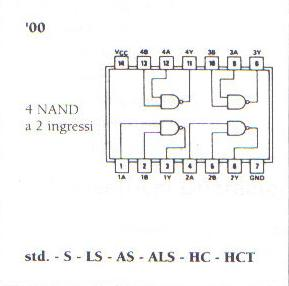 '00
VCC 4B 4A 4Y 3B 3A 3Y
14 13 12 11 10 9 8
4 NAND
a 2 ingressi
1 2 3 4 5 6 7
1A 1B 1Y 2A 2B 2Y GND
std. - S - LS - AS - ALS - HC - HCT